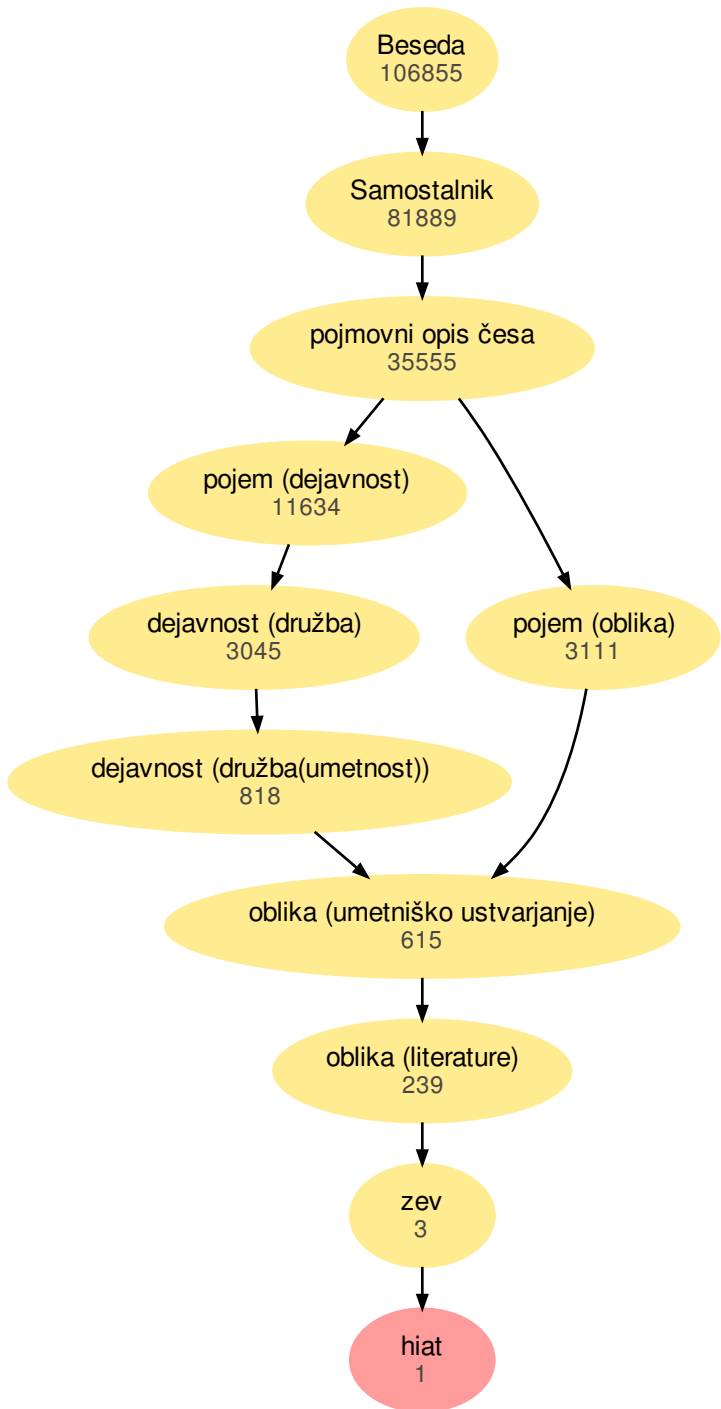 Beseda
106855
Samostalnik
81889
pojmovni opis česa
35555
pojem (dejavnost)
11634
dejavnost (družba)
3045
pojem (oblika)
3111
dejavnost (družba(umetnost))
818
oblika (umetniško ustvarjanje)
615
oblika (literature)
239
zev
3
hiat
1